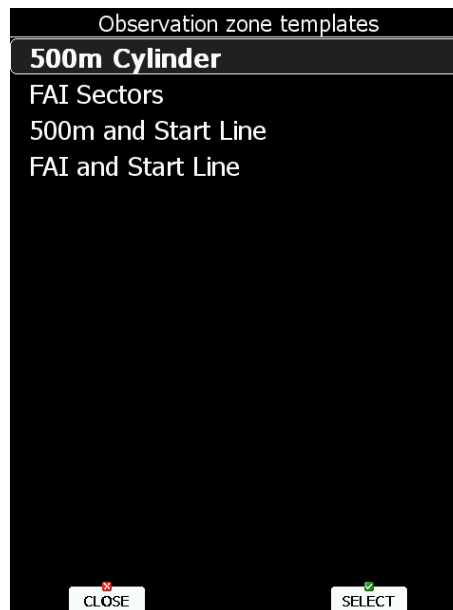 Observation zone templates
500m Cylinder
FAI Sectors
500m and Start Line
FAI and Start Line
CLOSE
SELECT